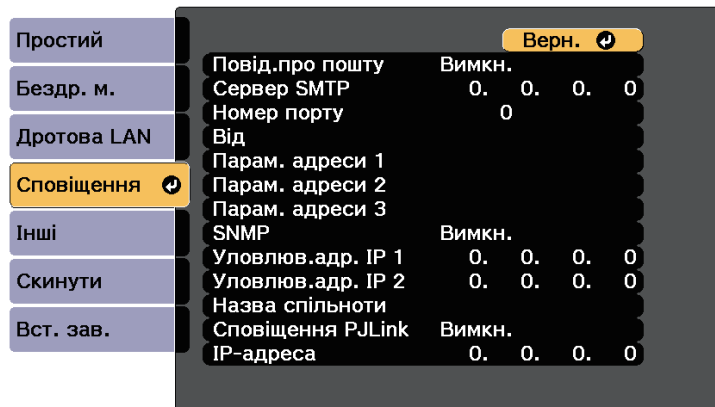 Простий
Бездр. м.
Дротова LAN
Сповіщення
Інші
Скинути
Вст. зав.
Верн.
Повід.про пошту Вимкн.
Сервер SMTP 0. 0. 0. 0
Номер порту 0
Від
Парам. адреси 1
Парам. адреси 2
Парам. адреси 3
SNMP Вимкн.
Уловлюв.адр. IP 1 0. 0. 0. 0
Уловлюв.адр. IP 2 0. 0. 0. 0
Назва спільноти
Сповіщення PJLink Вимкн.
IP-адреса 0. 0. 0. 0